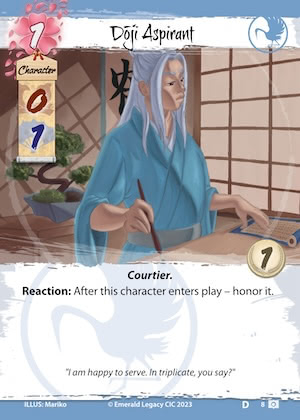 1
Dōji Aspirant
Character
0
1
1
Courtier.
Reaction: After this character enters play – honor it.
"I am happy to serve. In triplicate, you say?"
ILLUS: Mariko © Emerald Legacy CIC 2023 D 8